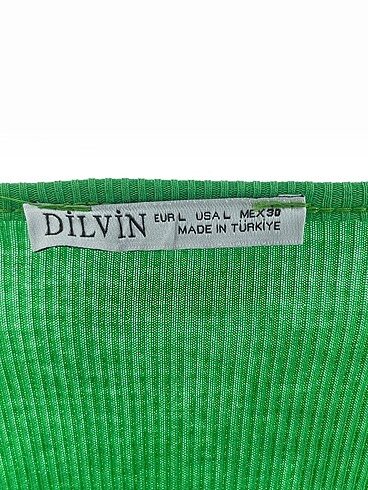 DİLVİN EUR L USA L MEX 30
MADE IN TÜRKİYE